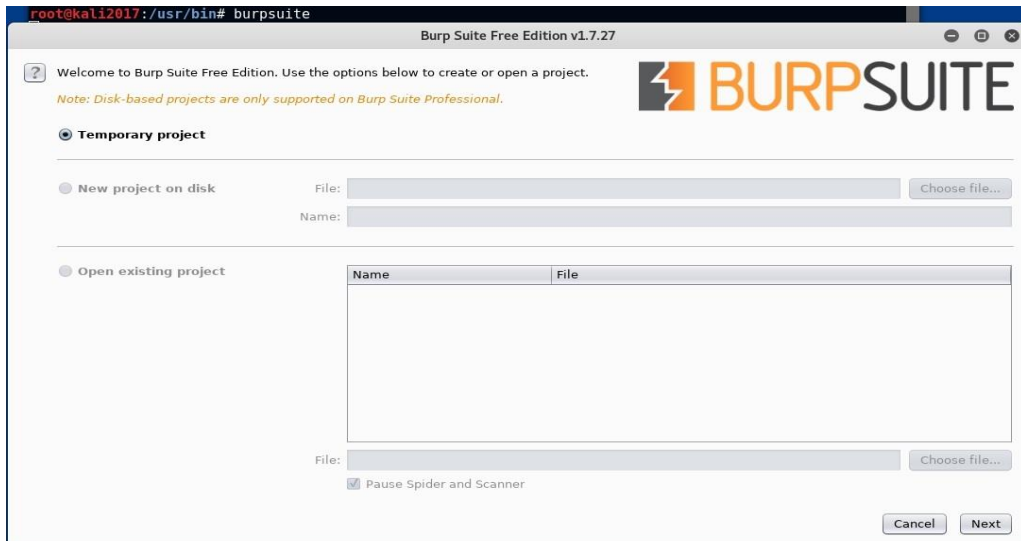 root@kali2017:/usr/bin# burpsuite
Burp Suite Free Edition v1.7.27
? Welcome to Burp Suite Free Edition. Use the options below to create or open a project.
Note: Disk-based projects are only supported on Burp Suite Professional.
BURPSUITE
Temporary project
New project on disk File: Choose file...
Name:
Open existing project Name File
File: Choose file...
Pause Spider and Scanner
Cancel Next